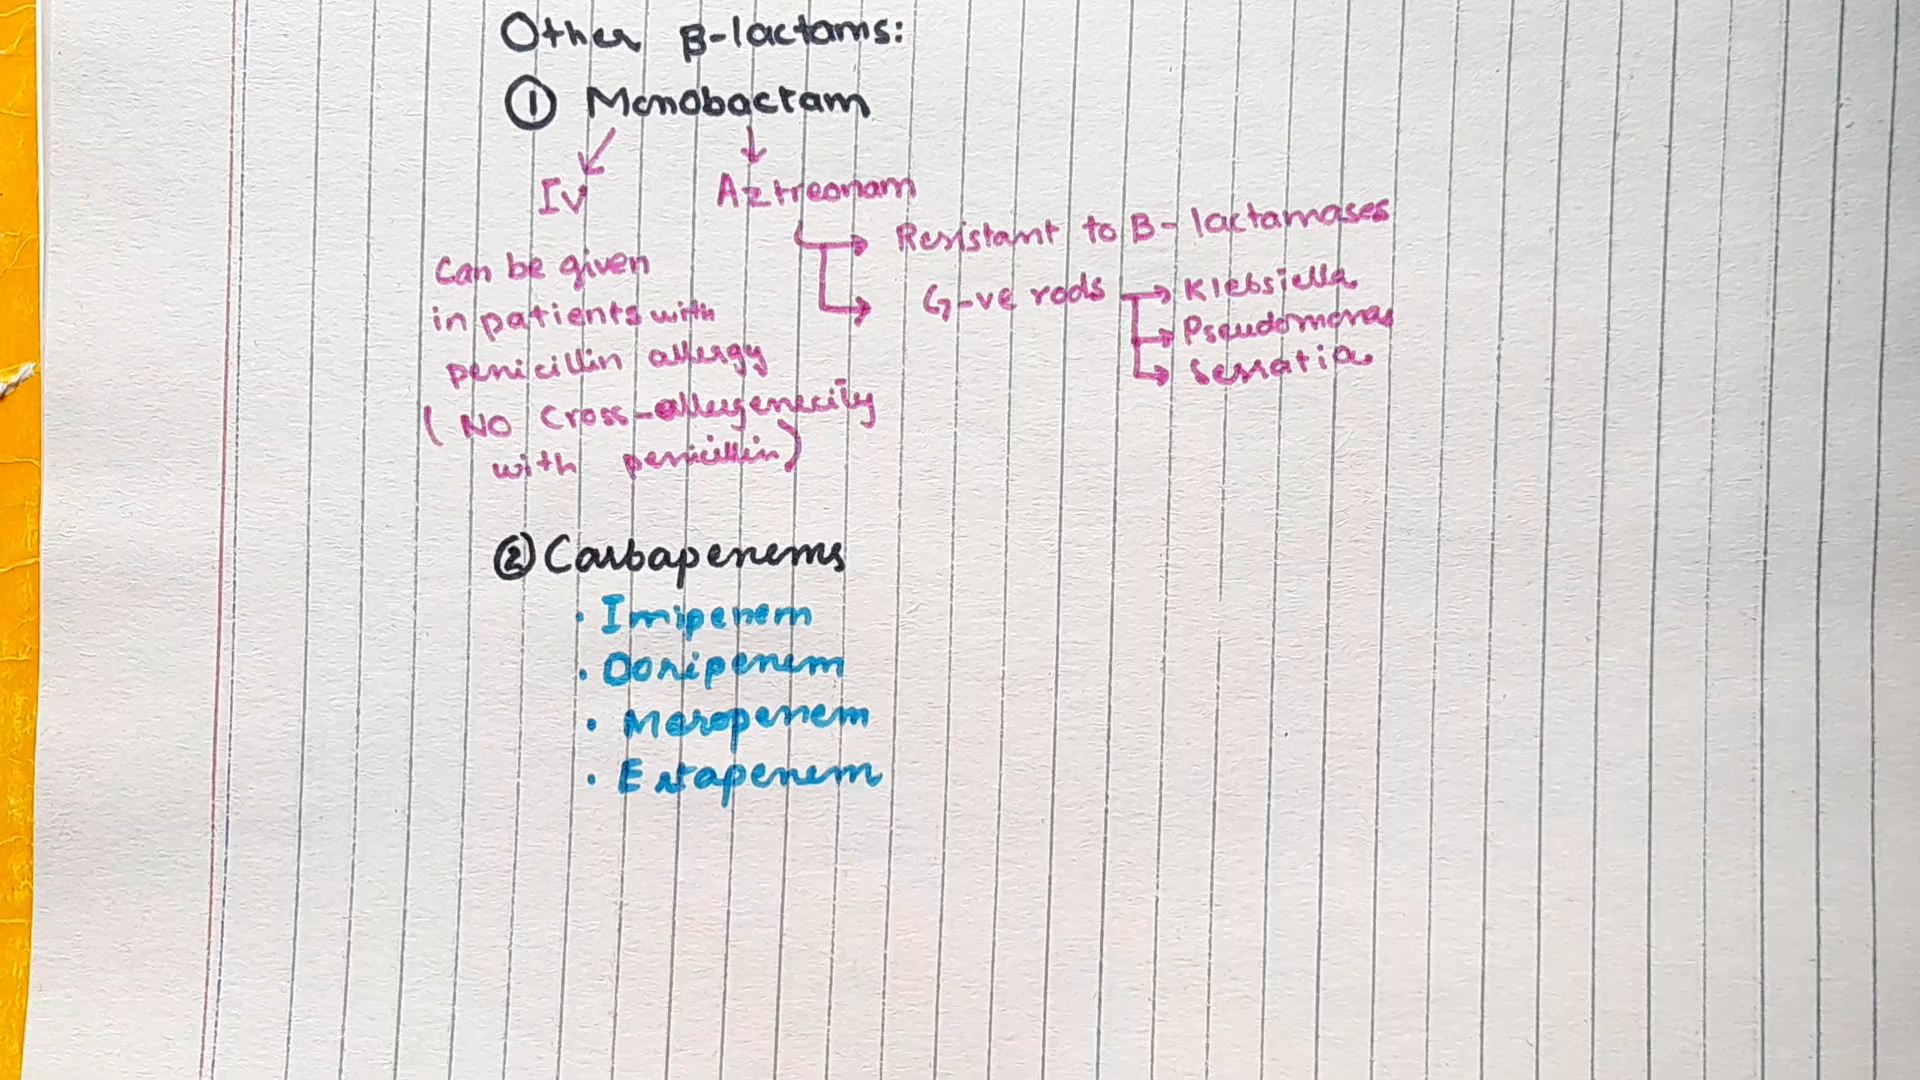 Other β-lactams:
① Monobactam
IV
Aztreonam
Resistant to B-lactamases
G-ve rods
Klebsiella
Pseudomonas
Serratia
Can be given
in patients with
penicillin allergy
(NO Cross-allergenecity
with penicillin)
② Carbapenems
· Imipenem
· Doripenem
· Meropenem
· Ertapenem